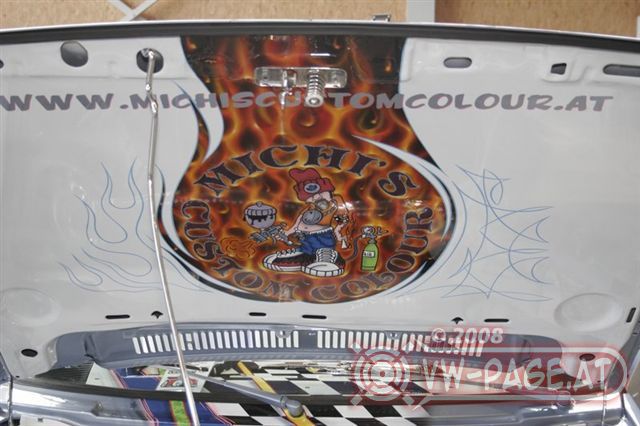 WWW.MICHISCUSTOMCOLOUR.AT
MICHI'S
CUSTOM COLOUR
© 2008
VW-PAGE.AT